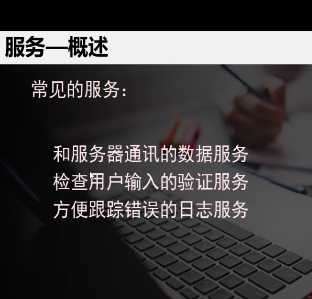 服务—概述
常见的服务：
和服务器通讯的数据服务
检查用户输入的验证服务
方便跟踪错误的日志服务